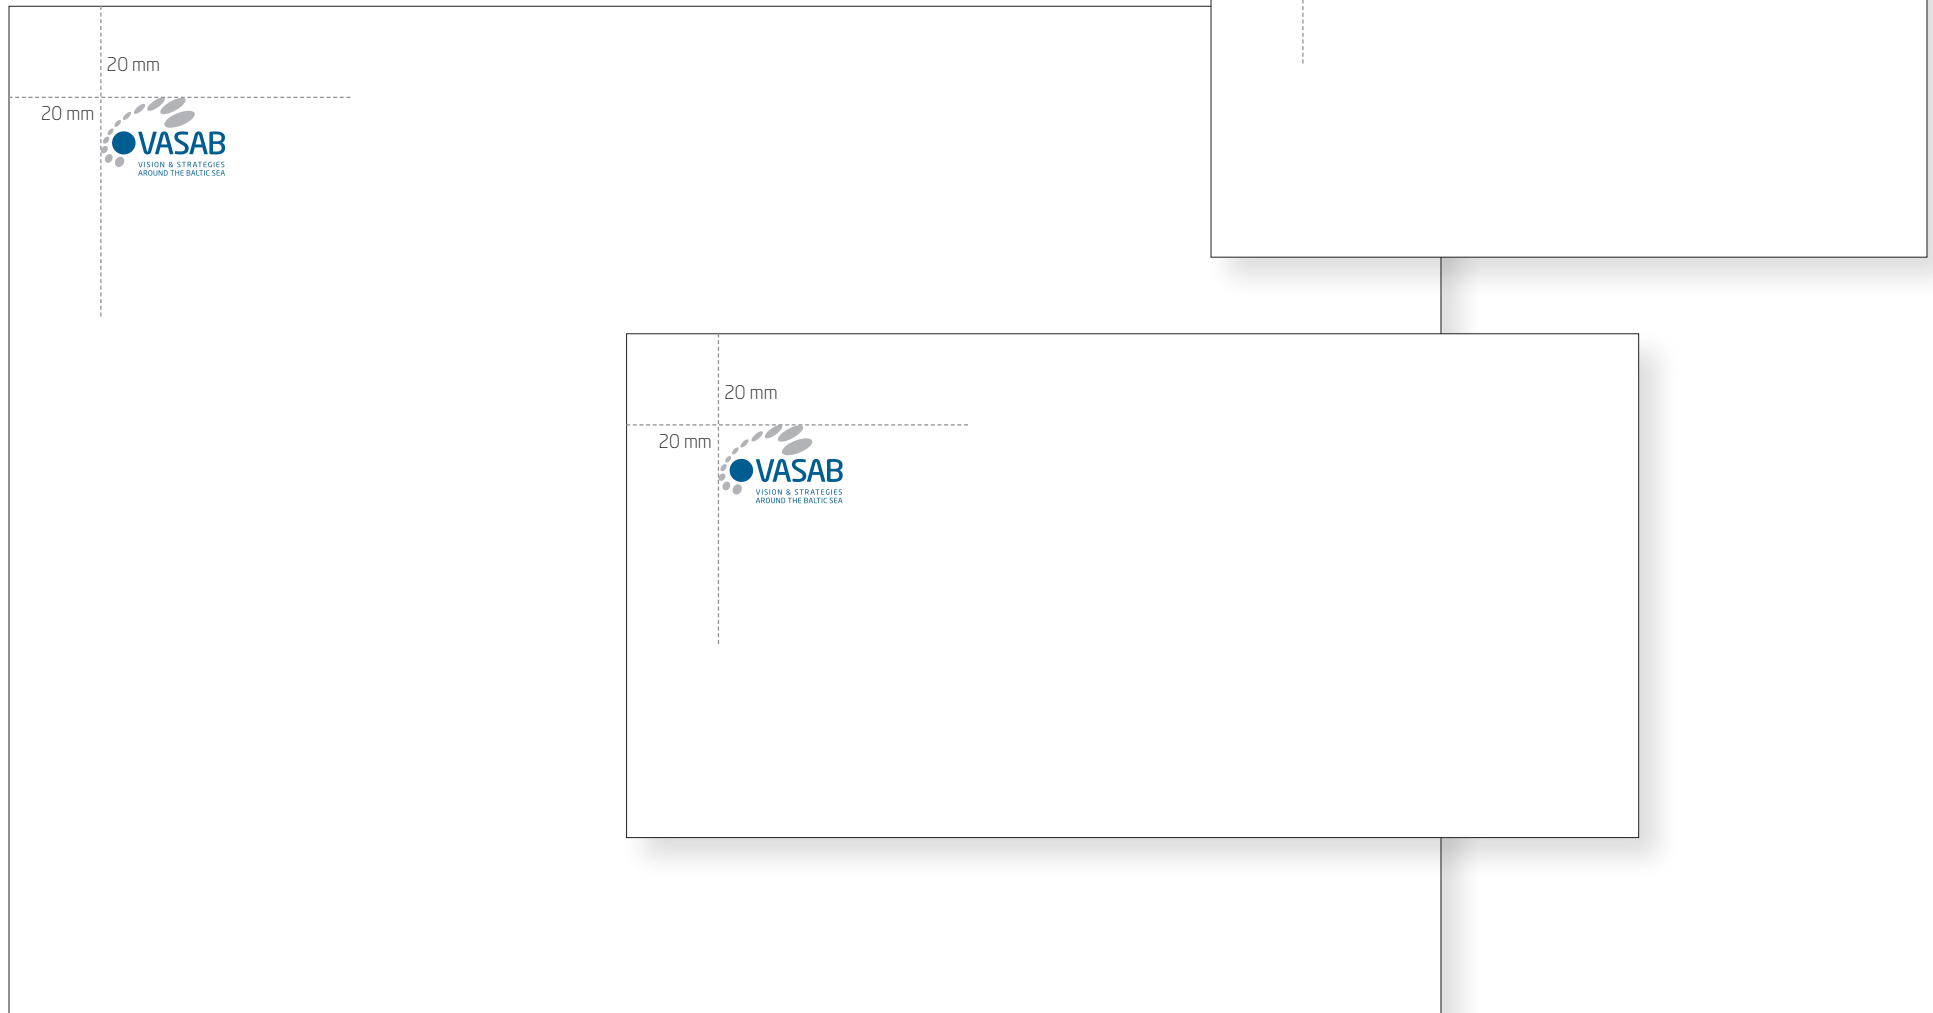 20 mm
20 mm
VASAB
VISION & STRATEGIES
AROUND THE BALTIC SEA
20 mm
20 mm
VASAB
VISION & STRATEGIES
AROUND THE BALTIC SEA